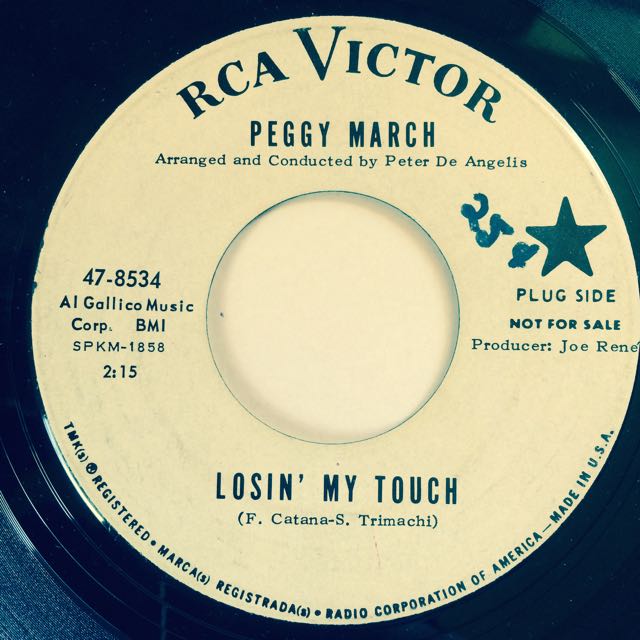 RCA VICTOR
PEGGY MARCH
Arranged and Conducted by Peter De Angelis
25¢
47-8534
Al Gallico Music
Corp. BMI
SPKM-1858
2:15
PLUG SIDE
NOT FOR SALE
Producer: Joe René
LOSIN' MY TOUCH
(F. Catana-S. Trimachi)
TMK(s) ® REGISTERED • MARCA(s) REGISTRADA(s) • RADIO CORPORATION OF AMERICA—MADE IN U.S.A.